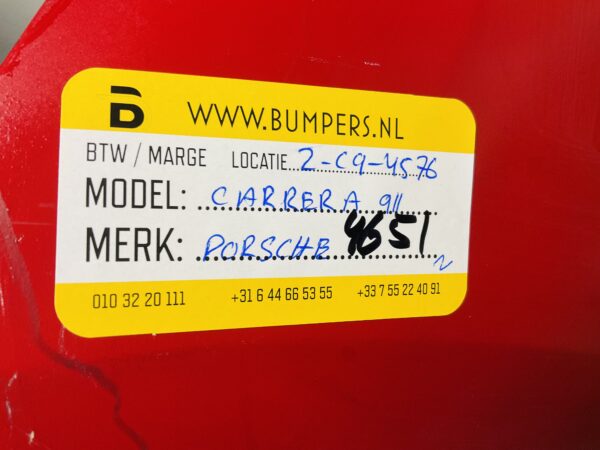 B WWW.BUMPERS.NL
BTW / MARGE LOCATIE 2-C9-4576
MODEL: CARRERA 911
MERK: PORSCHE 4651
010 32 20 111 +31 6 44 66 53 55 +33 7 55 22 40 91